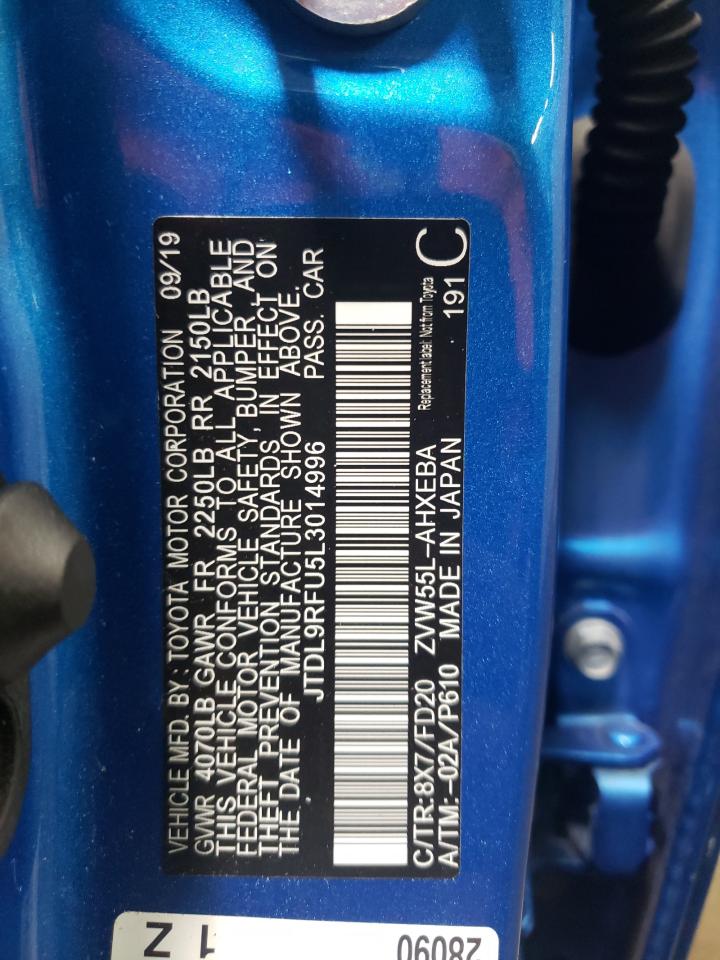 VEHICLE MFD. BY: TOYOTA MOTOR CORPORATION 09/19
GVWR 4070LB GAWR FR 2250LB RR 2150LB
THIS VEHICLE CONFORMS TO ALL APPLICABLE
FEDERAL MOTOR VEHICLE SAFETY, BUMPER AND
THEFT PREVENTION STANDARDS IN EFFECT ON
THE DATE OF MANUFACTURE SHOWN ABOVE.
JTDL9RFU5L3014996 PASS. CAR
C/TR:8X7/FD20 ZVW55L-AHXEBA Replacement label: Not from Toyota
A/TM:-02A/P610 MADE IN JAPAN 191 C
1 Z
28090